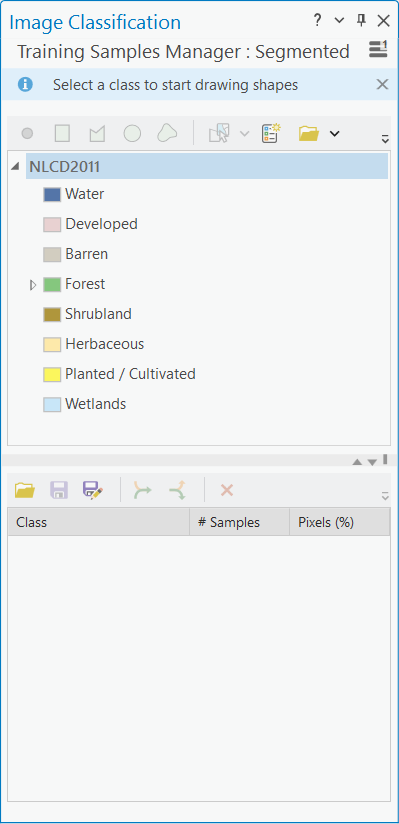 Image Classification
?
Training Samples Manager : Segmented
1
Select a class to start drawing shapes
NLCD2011
Water
Developed
Barren
Forest
Shrubland
Herbaceous
Planted / Cultivated
Wetlands
Class # Samples Pixels (%)